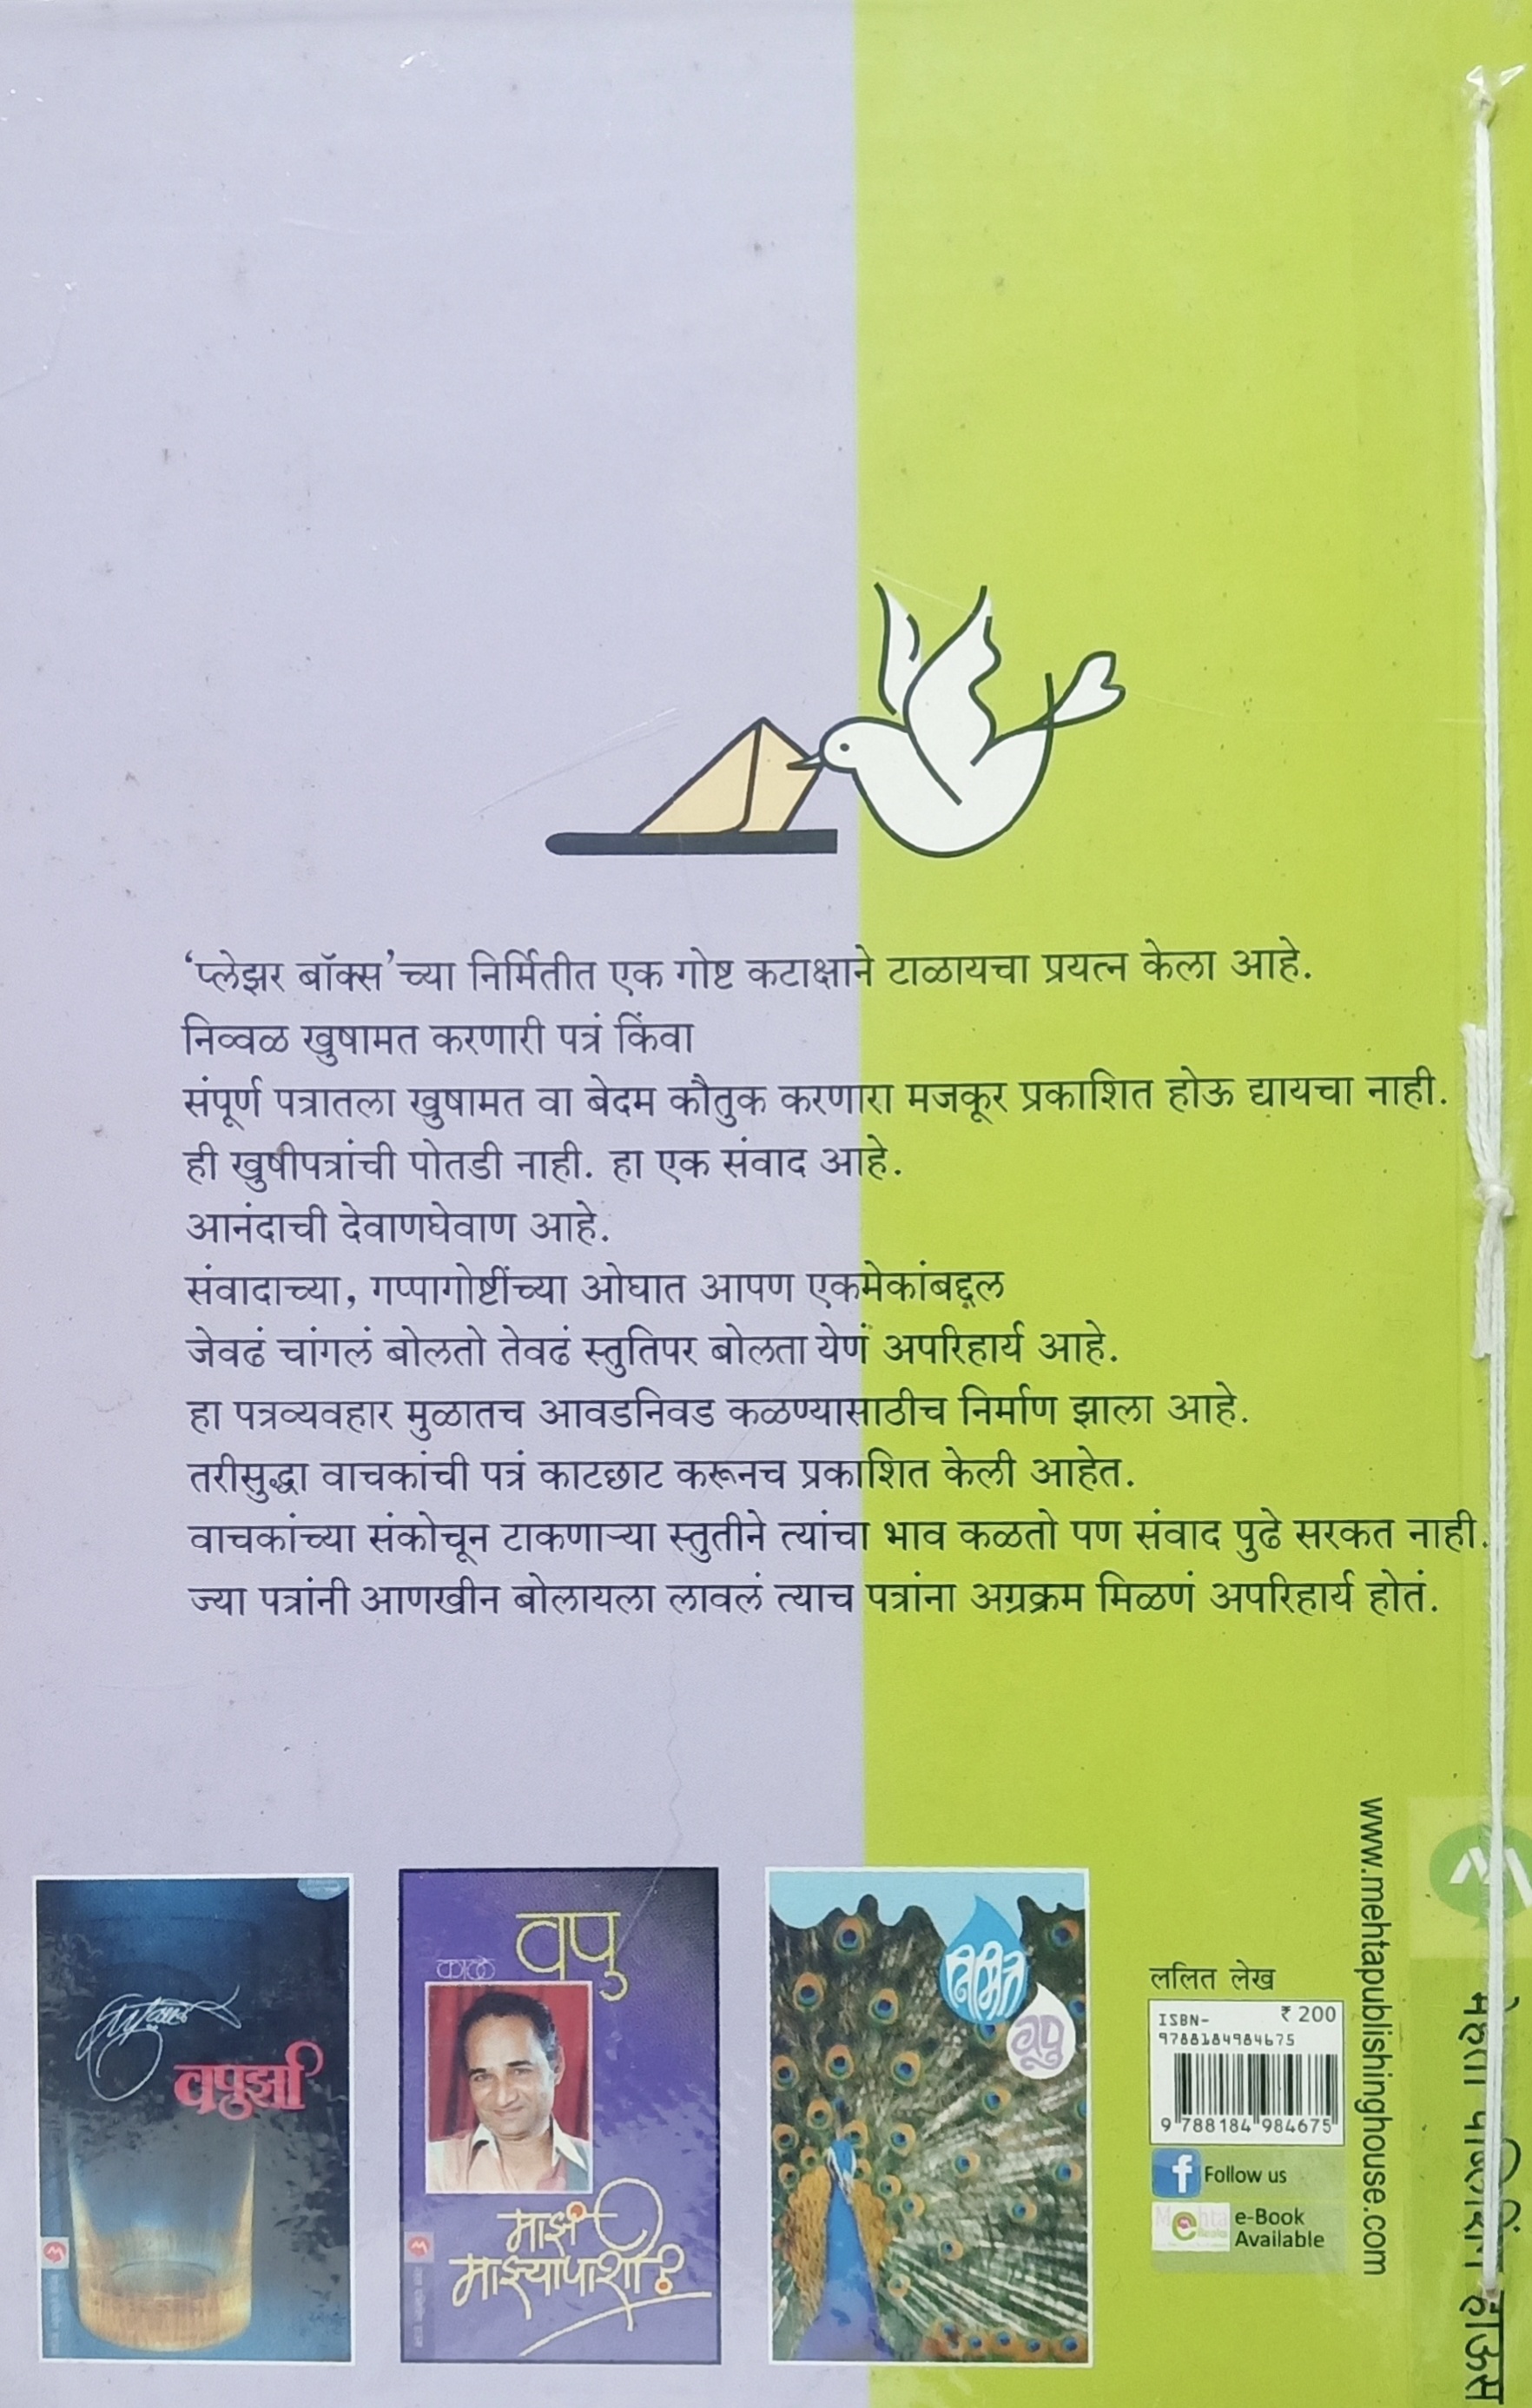 ‘प्लेझर बॉक्स’च्या निर्मितीत एक गोष्ट कटाक्षाने टाळायचा प्रयत्न केला आहे.
निव्वळ खुषामत करणारी पत्रं किंवा
संपूर्ण पत्रातला खुषामत वा बेदम कौतुक करणारा मजकूर प्रकाशित होऊ द्यायचा नाही.
ही खुषीपत्रांची पोतडी नाही. हा एक संवाद आहे.
आनंदाची देवाणघेवाण आहे.
संवादाच्या, गप्पागोष्टींच्या ओघात आपण एकमेकांबद्दल
जेवढं चांगलं बोलतो तेवढं स्तुतिपर बोलता येणं अपरिहार्य आहे.
हा पत्रव्यवहार मुळातच आवडनिवड कळण्यासाठीच निर्माण झाला आहे.
तरीसुद्धा वाचकांची पत्रं काटछाट करूनच प्रकाशित केली आहेत.
वाचकांच्या संकोचून टाकणाऱ्या स्तुतीने त्यांचा भाव कळतो पण संवाद पुढे सरकत नाही.
ज्या पत्रांनी आणखीन बोलायला लावलं त्याच पत्रांना अग्रक्रम मिळणं अपरिहार्य होतं.
वपुर्झा
वपु
काळे
माझं
माझ्यापाशी?
निमित्त
वपु
ललित लेख
ISBN- ₹ 200
9788184984675
9 788184 984675
Follow us
Mehta
e-Book
Available
www.mehtapublishinghouse.com
मेहता पब्लिशिंग हाऊस